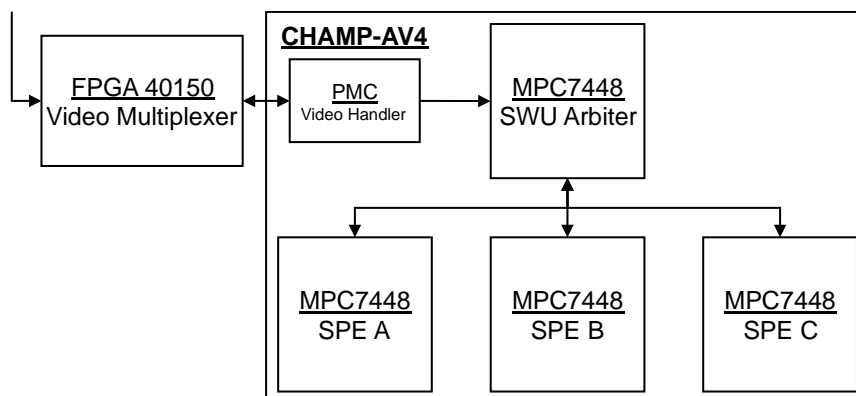 CHAMP-AV4
FPGA 40150
Video Multiplexer
PMC
Video Handler
MPC7448
SWU Arbiter
MPC7448
SPE A
MPC7448
SPE B
MPC7448
SPE C